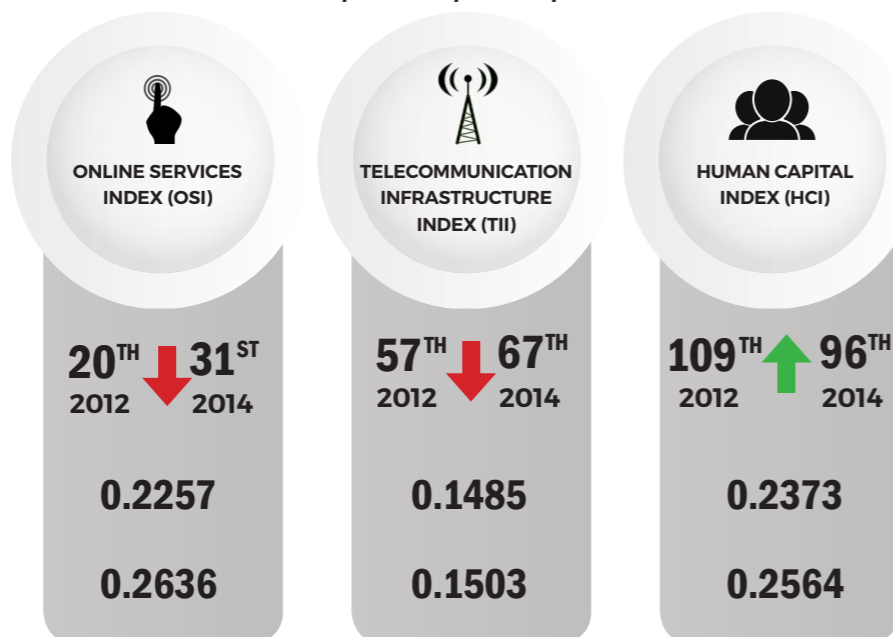 ONLINE SERVICES
INDEX (OSI)
20TH 31ST
2012 2014
0.2257
0.2636
TELECOMMUNICATION
INFRASTRUCTURE
INDEX (TII)
57TH 67TH
2012 2014
0.1485
0.1503
HUMAN CAPITAL
INDEX (HCI)
109TH 96TH
2012 2014
0.2373
0.2564